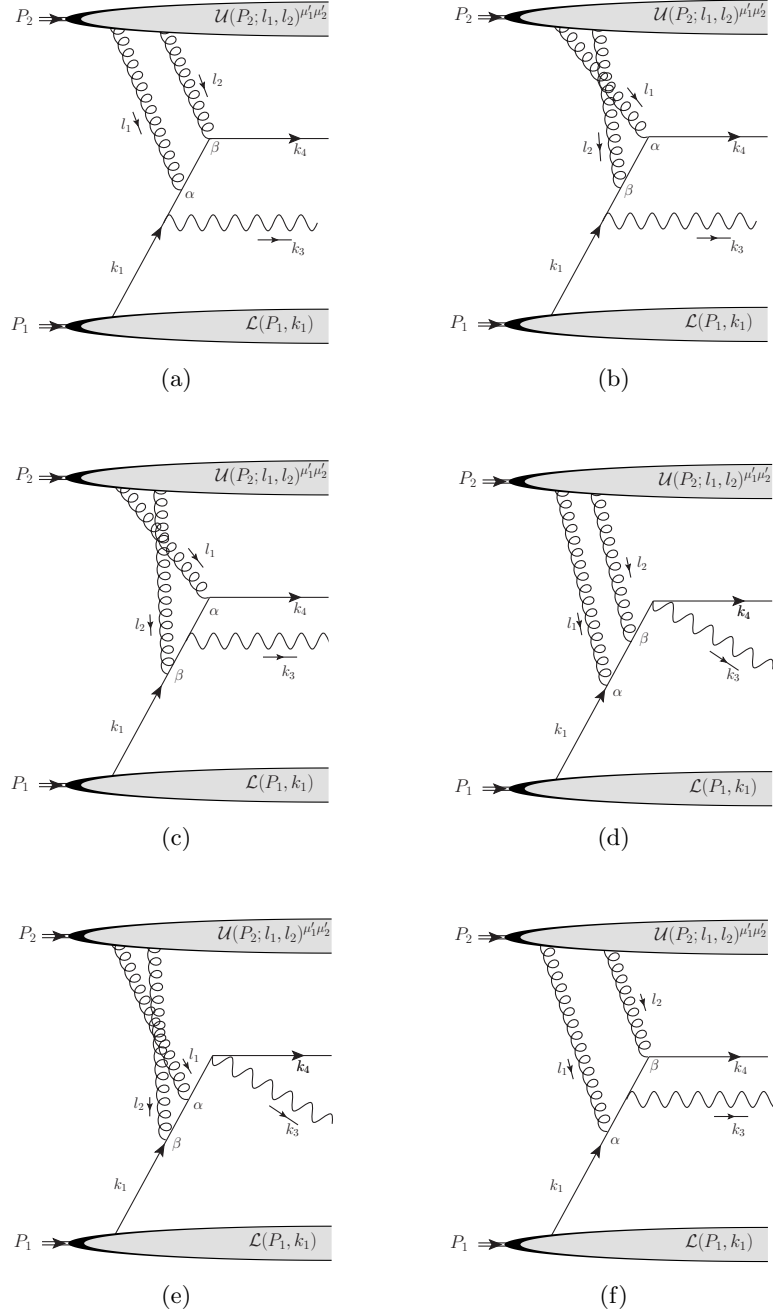 P₂ 𝒰(P₂; l₁, l₂)^{μ′₁μ′₂}
l₂
l₁
β
k₄
α
k₁
k₃
P₁ ℒ(P₁, k₁)
(a)
P₂ 𝒰(P₂; l₁, l₂)^{μ′₁μ′₂}
l₁
l₂
α
k₄
β
k₁
k₃
P₁ ℒ(P₁, k₁)
(b)
P₂ 𝒰(P₂; l₁, l₂)^{μ′₁μ′₂}
l₁
l₂
α
k₄
β
k₃
k₁
P₁ ℒ(P₁, k₁)
(c)
P₂ 𝒰(P₂; l₁, l₂)^{μ′₁μ′₂}
l₂
l₁
k₄
β
k₃
α
k₁
P₁ ℒ(P₁, k₁)
(d)
P₂ 𝒰(P₂; l₁, l₂)^{μ′₁μ′₂}
l₁
k₄
l₂
α
k₃
β
k₁
P₁ ℒ(P₁, k₁)
(e)
P₂ 𝒰(P₂; l₁, l₂)^{μ′₁μ′₂}
l₂
l₁
β
k₄
k₃
α
k₁
P₁ ℒ(P₁, k₁)
(f)